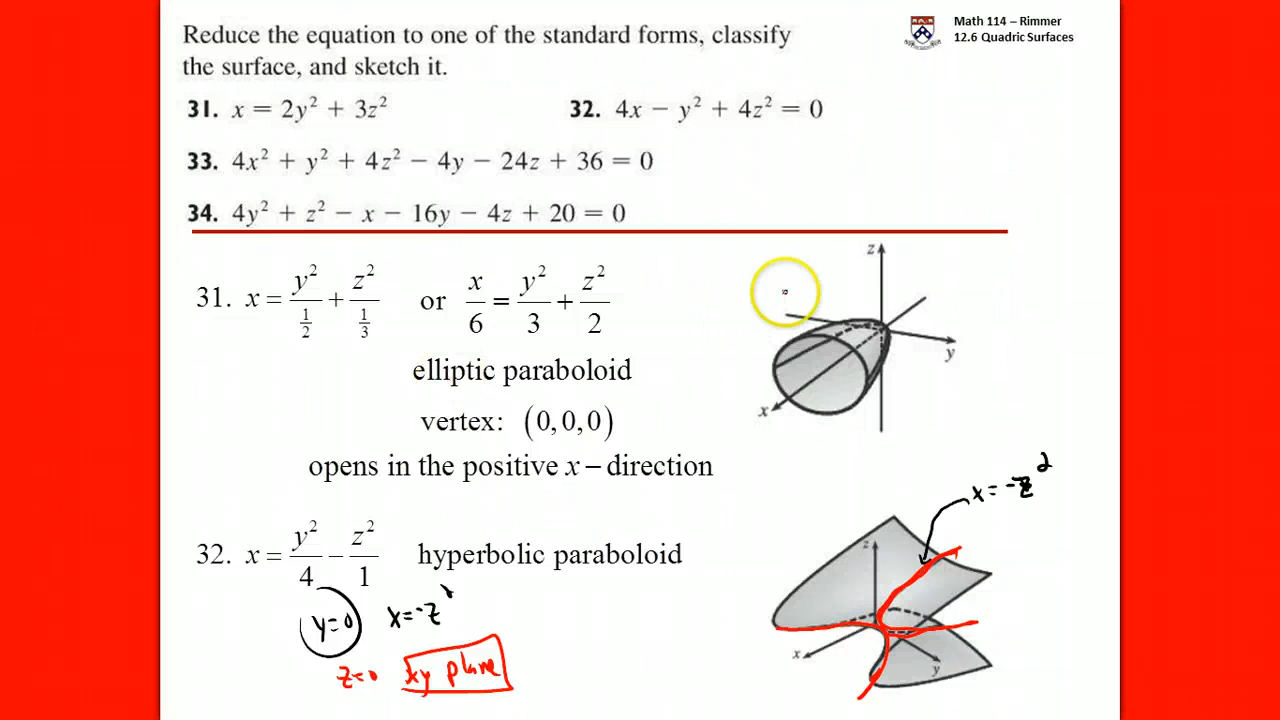 Math 114 – Rimmer
12.6 Quadric Surfaces
Reduce the equation to one of the standard forms, classify
the surface, and sketch it.
31. x = 2y² + 3z² 32. 4x − y² + 4z² = 0
33. 4x² + y² + 4z² − 4y − 24z + 36 = 0
34. 4y² + z² − x − 16y − 4z + 20 = 0
31. x = y²/(1/2) + z²/(1/3) or x/6 = y²/3 + z²/2
z
y
x
elliptic paraboloid
vertex: (0,0,0)
opens in the positive x – direction
x = -z²
32. x = y²/4 − z²/1 hyperbolic paraboloid
z
x
y
y=0 x=-z²
z=0 xy plane